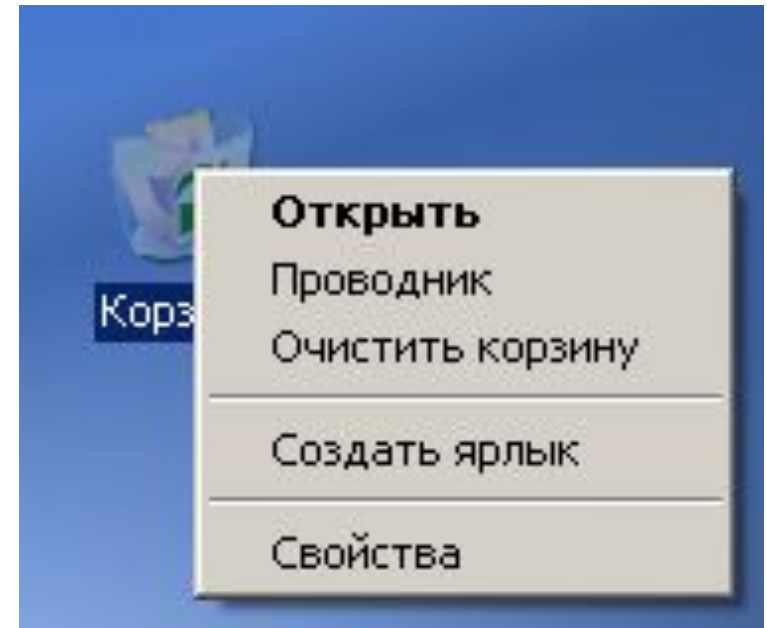 Открыть
Проводник
Корз
Очистить корзину
Создать ярлык
Свойства